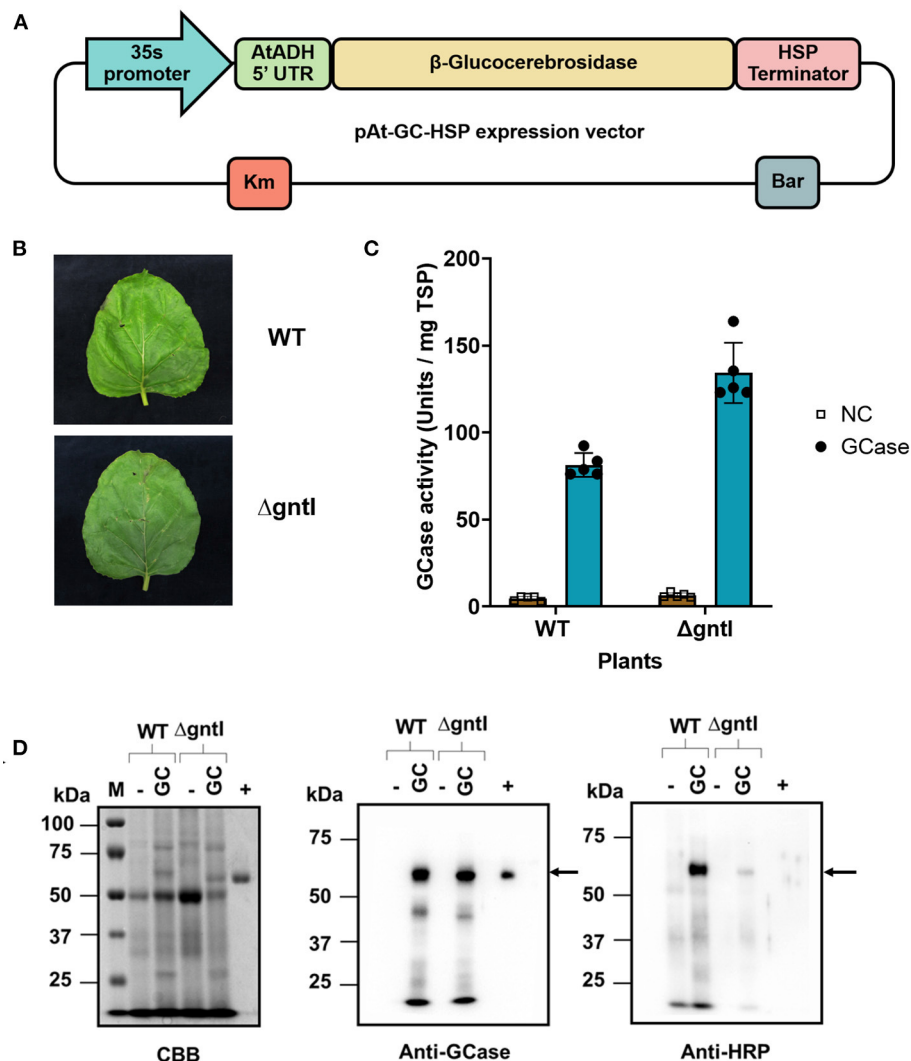 A
35s
promoter
AtADH
5' UTR
β-Glucocerebrosidase
HSP
Terminator
pAt-GC-HSP expression vector
Km
Bar
B
WT
Δgntl
C
GCase activity (Units / mg TSP)
200
150
100
50
0
WT
Δgntl
Plants
NC
GCase
D
WT Δgntl
kDa M - GC - GC +
100
75
50
37
25
CBB
WT Δgntl
kDa - GC - GC +
75
50
37
25
Anti-GCase
WT Δgntl
kDa - GC - GC +
75
50
37
25
Anti-HRP